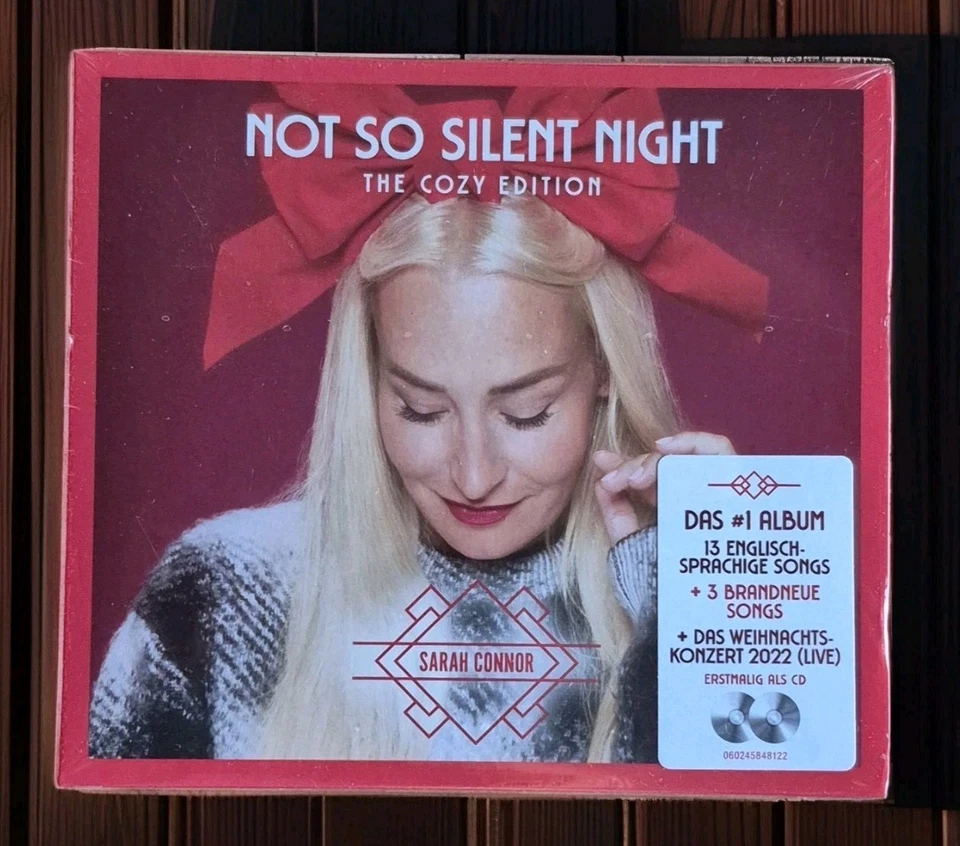 NOT SO SILENT NIGHT
THE COZY EDITION
SARAH CONNOR
DAS #1 ALBUM
13 ENGLISCH-
SPRACHIGE SONGS
+ 3 BRANDNEUE
SONGS
+ DAS WEIHNACHTS-
KONZERT 2022 (LIVE)
ERSTMALIG ALS CD
060245848122